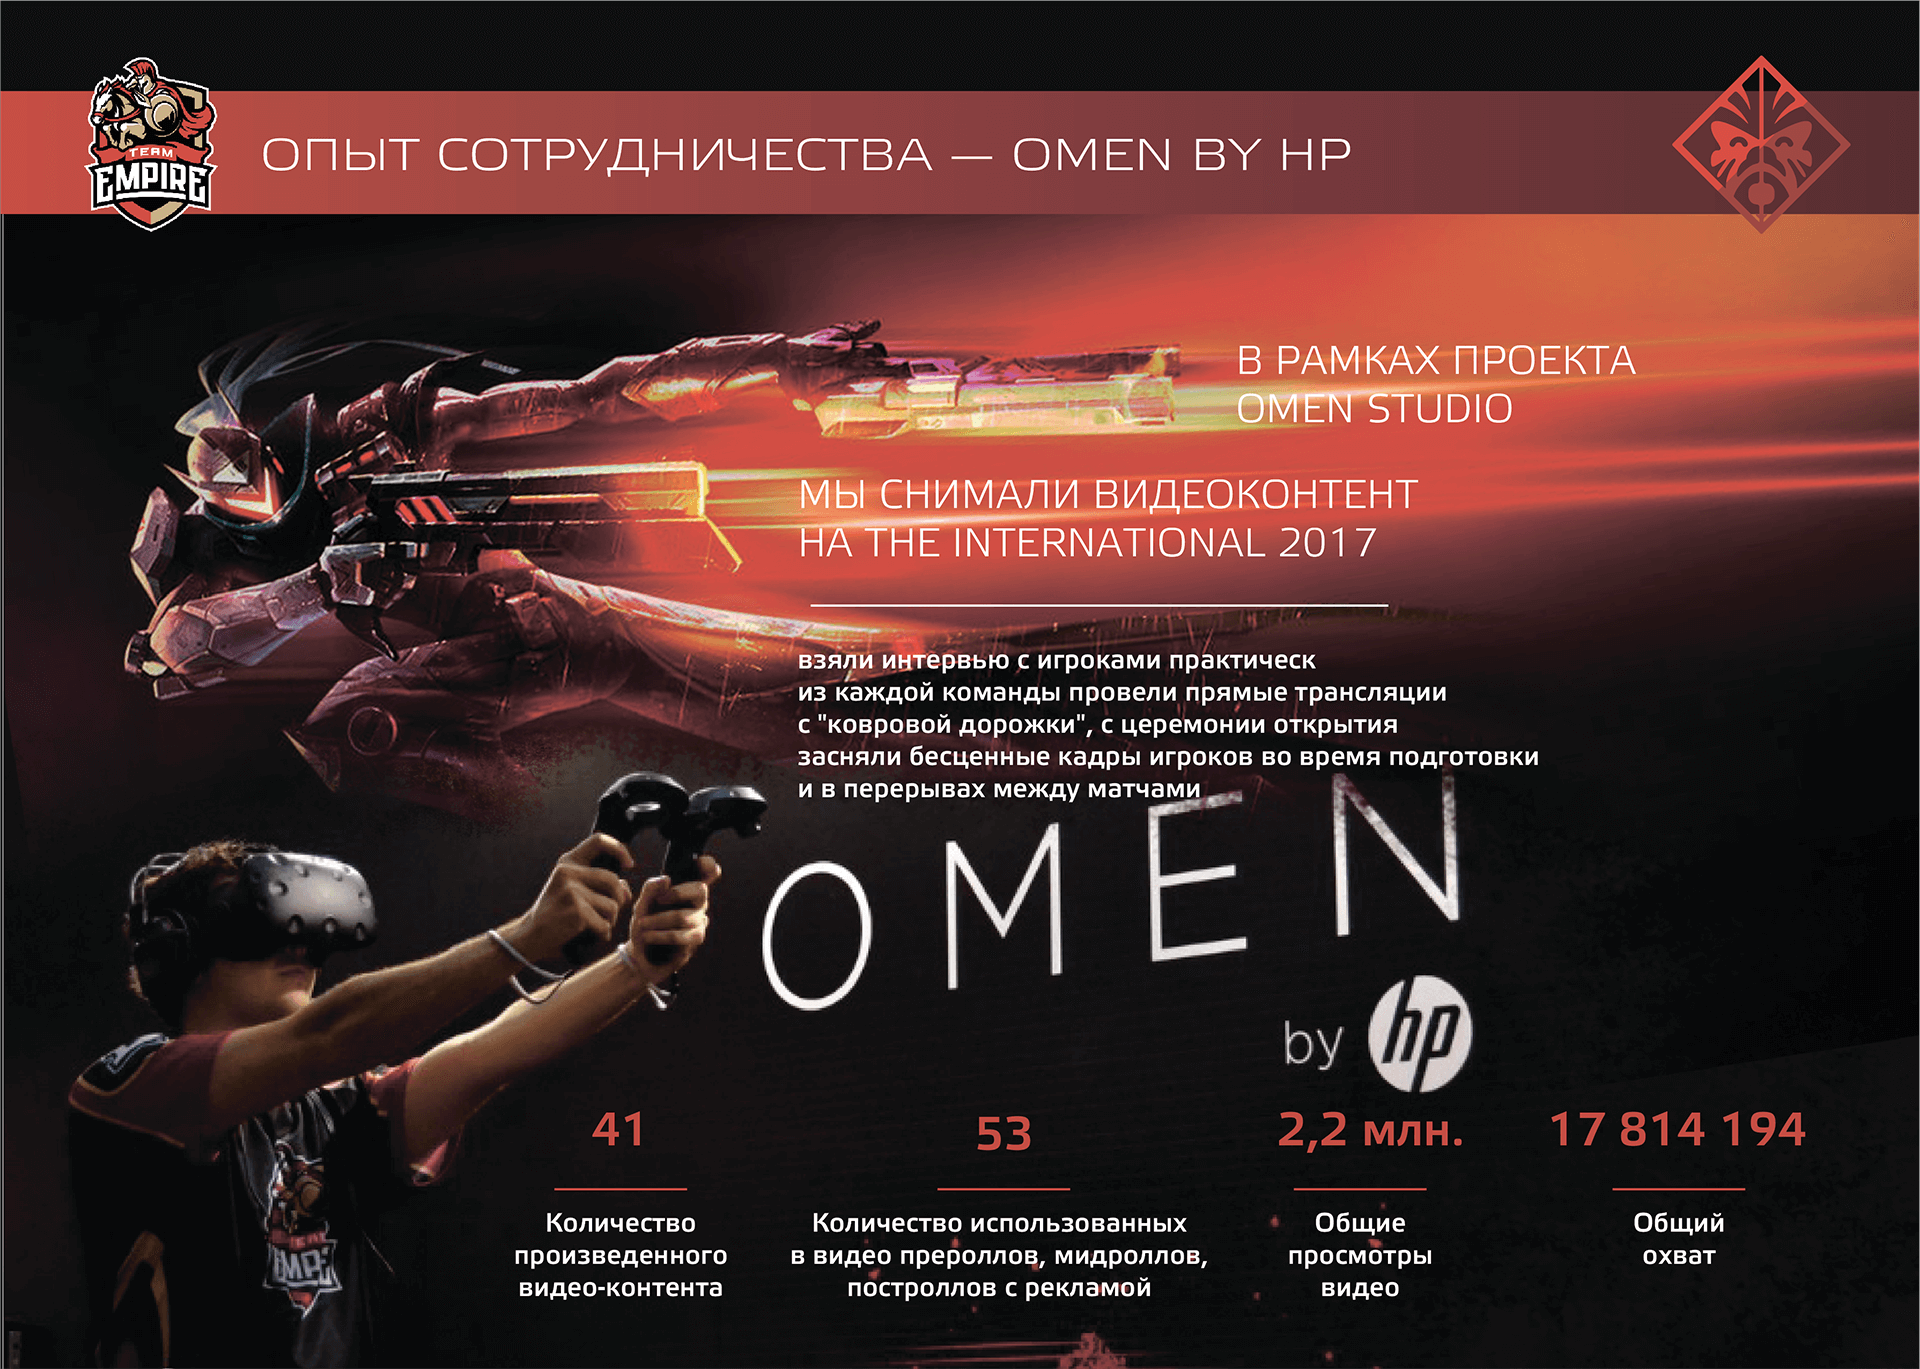 TEAM
EMPIRE
ОПЫТ СОТРУДНИЧЕСТВА — OMEN BY HP
В РАМКАХ ПРОЕКТА
OMEN STUDIO
МЫ СНИМАЛИ ВИДЕОКОНТЕНТ
НА THE INTERNATIONAL 2017
взяли интервью с игроками практическ
из каждой команды провели прямые трансляции
с "ковровой дорожки", с церемонии открытия
засняли бесценные кадры игроков во время подготовки
и в перерывах между матчами
OMEN
by hp
41
Количество
произведенного
видео-контента
53
Количество использованных
в видео прероллов, мидроллов,
построллов с рекламой
2,2 млн.
Общие
просмотры
видео
17 814 194
Общий
охват